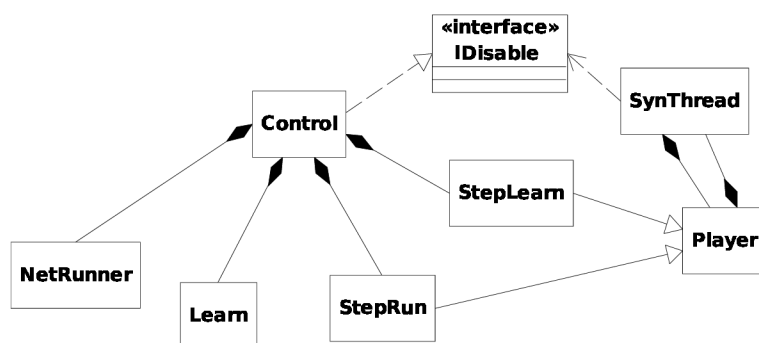 «interface»
IDisable
SynThread
Control
StepLearn
Player
NetRunner
Learn
StepRun